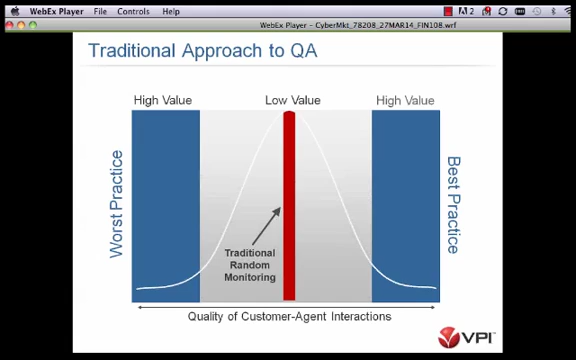 WebEx Player File Controls Help
2
WebEx Player - CyberMkt_78208_27MAR14_FIN108.wrf
Traditional Approach to QA
High Value Low Value High Value
Worst Practice
Best Practice
Traditional
Random
Monitoring
Quality of Customer-Agent Interactions
VPI